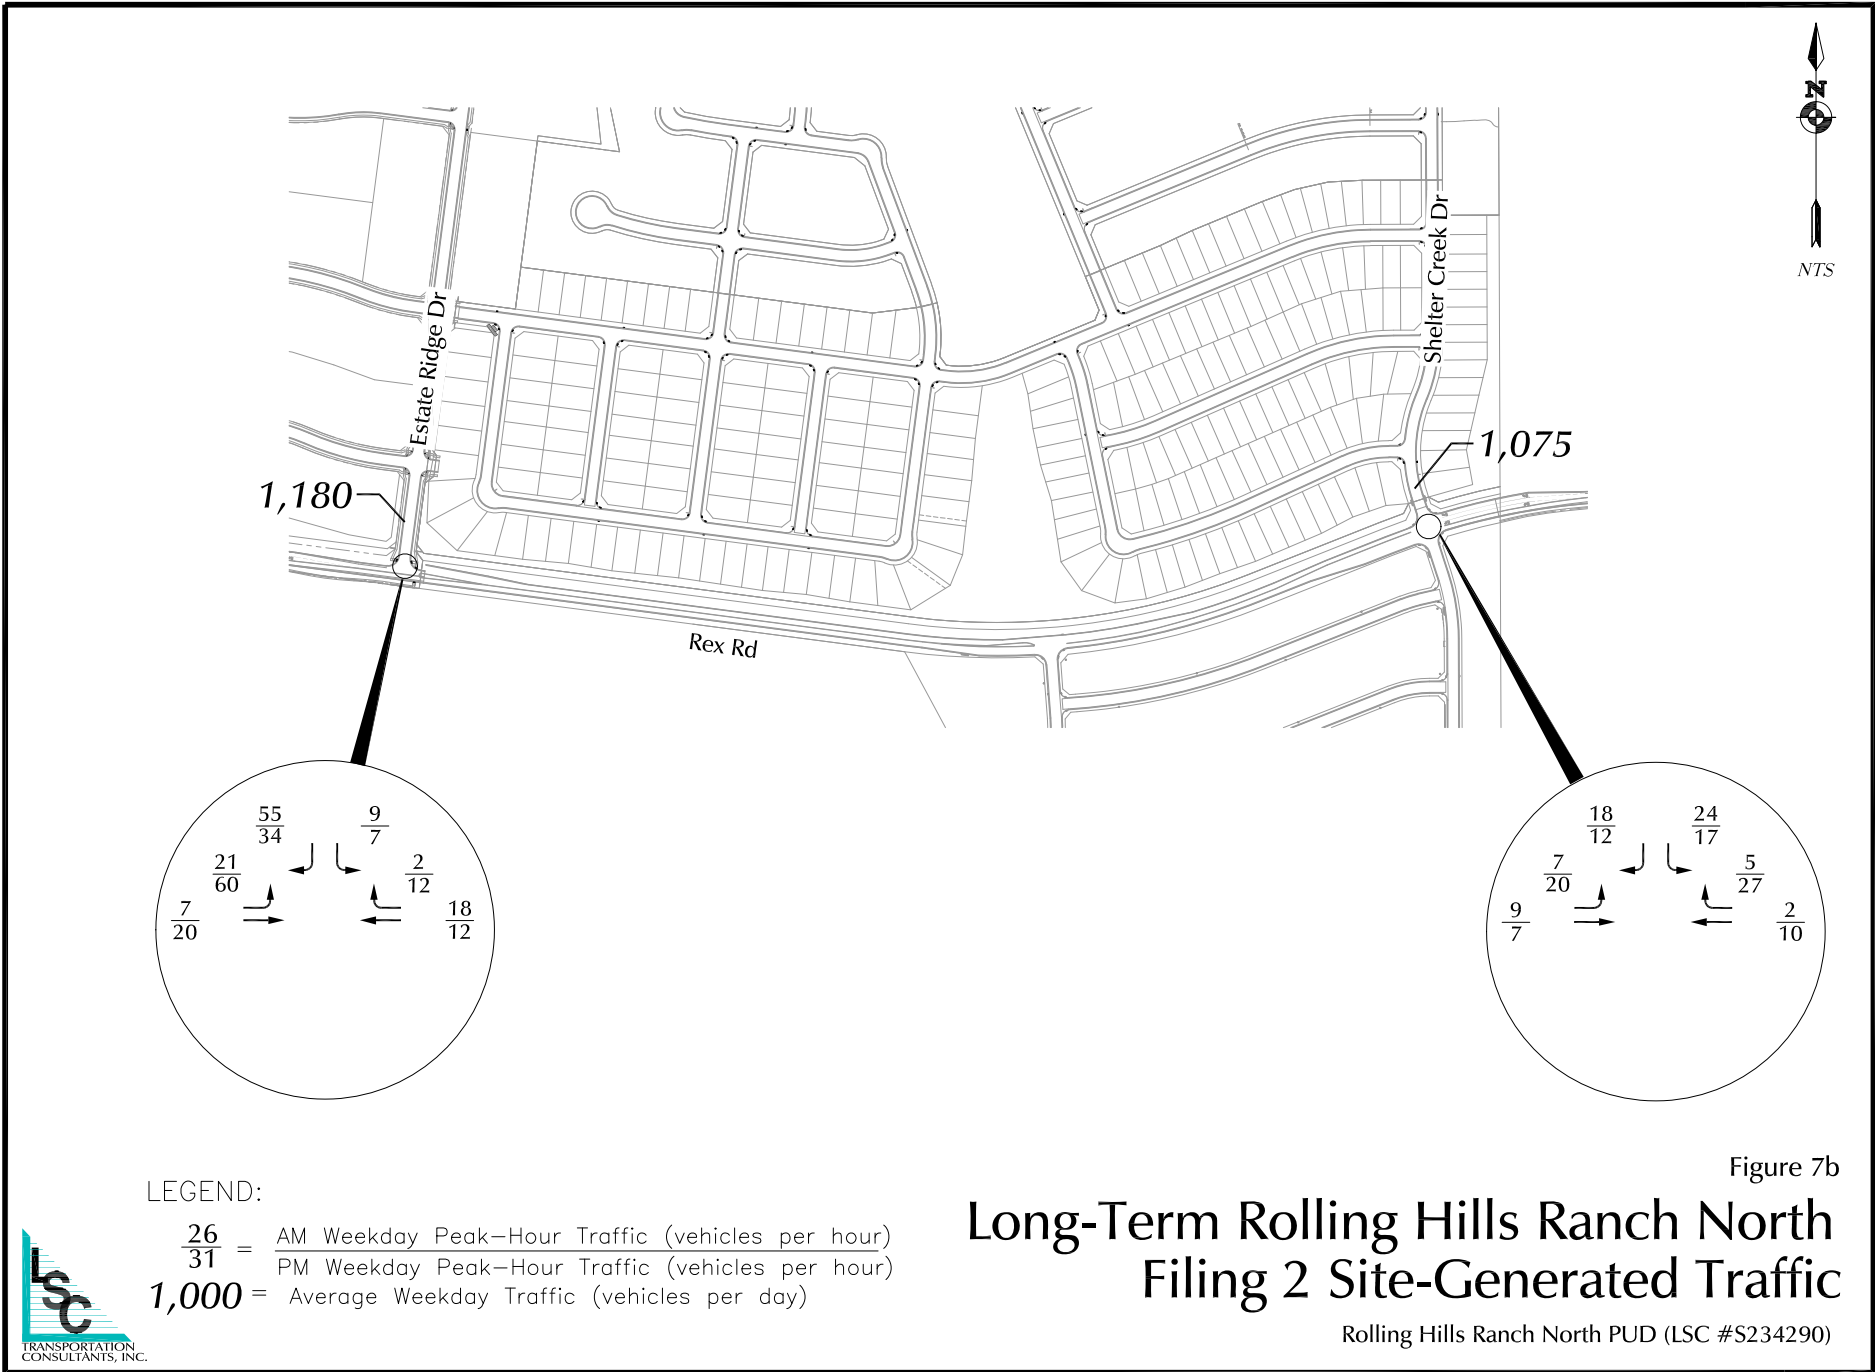 N
NTS
Shelter Creek Dr
Estate Ridge Dr
1,075
1,180
Rex Rd
55
34
9
7
21
60
2
12
7
20
18
12
18
12
24
17
7
20
5
27
9
7
2
10
LEGEND:
26
31
= AM Weekday Peak-Hour Traffic (vehicles per hour)
PM Weekday Peak-Hour Traffic (vehicles per hour)
1,000 = Average Weekday Traffic (vehicles per day)
Figure 7b
Long-Term Rolling Hills Ranch North
Filing 2 Site-Generated Traffic
Rolling Hills Ranch North PUD (LSC #S234290)
LSC
TRANSPORTATION
CONSULTANTS, INC.